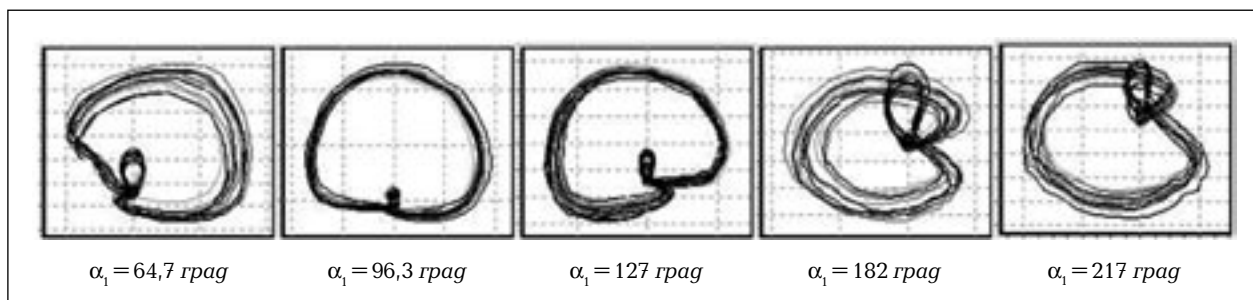 α₁ = 64,7 град
α₁ = 96,3 град
α₁ = 127 град
α₁ = 182 град
α₁ = 217 град